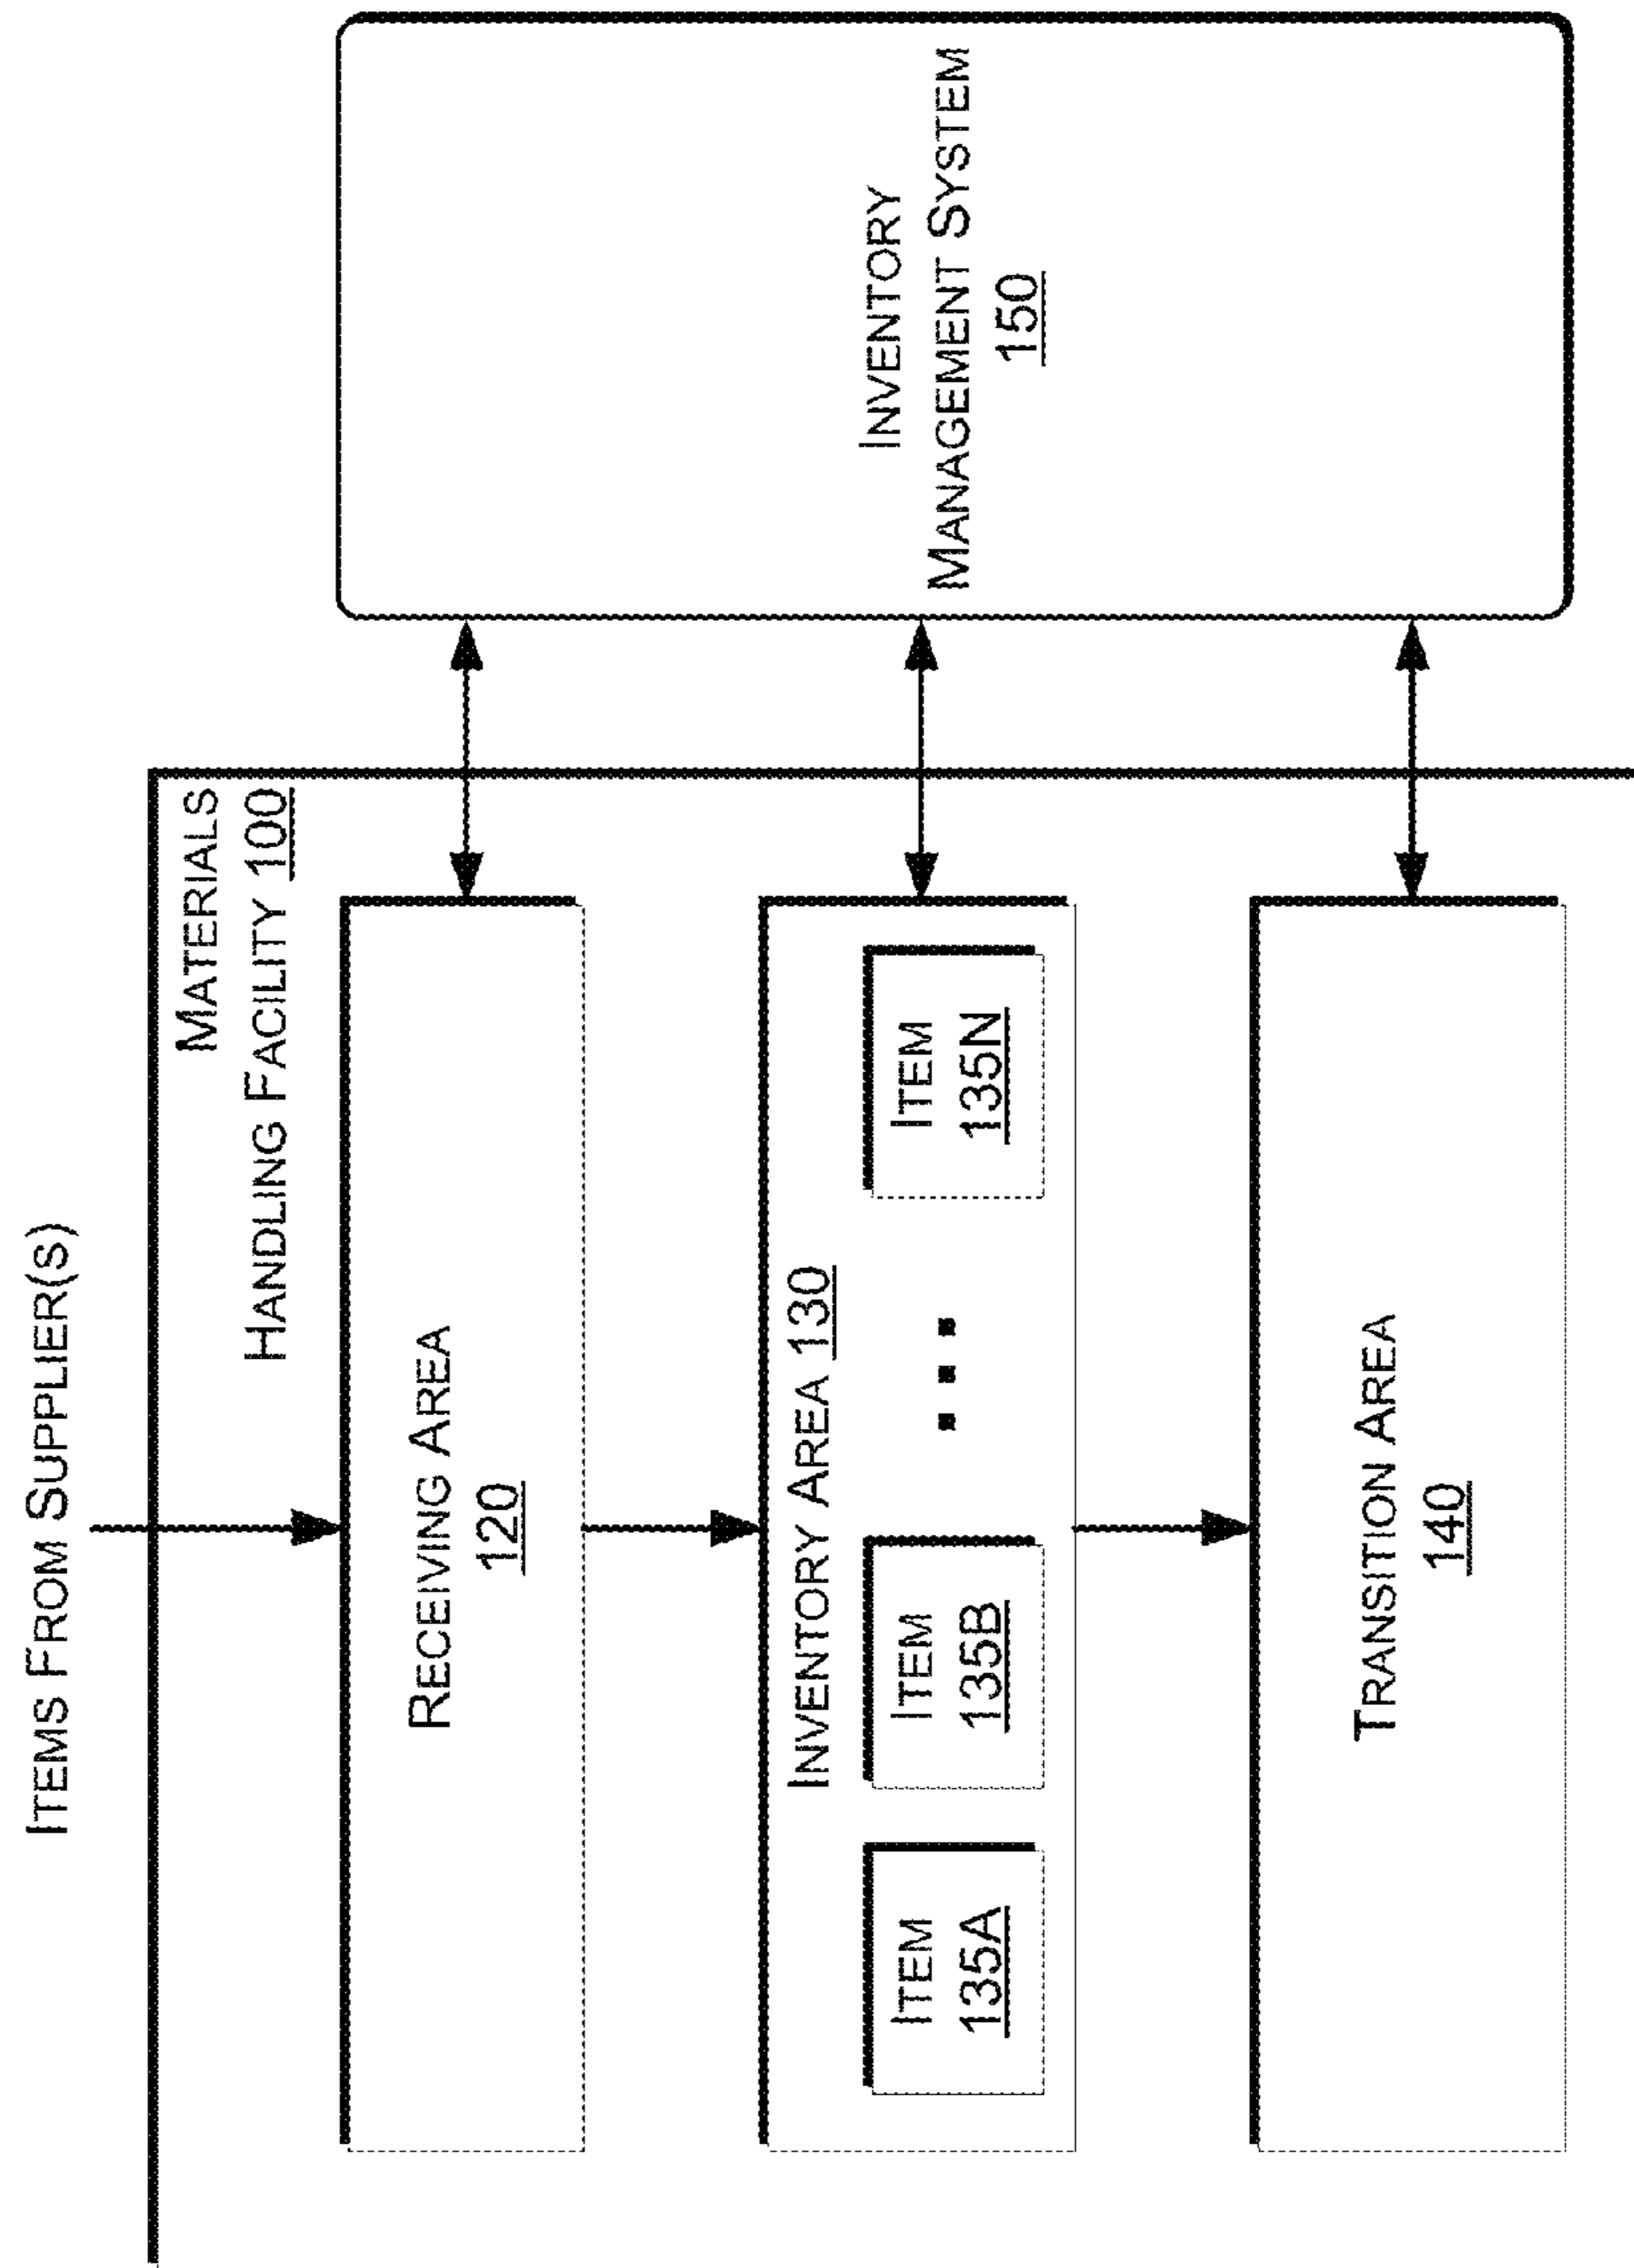 ITEMS FROM SUPPLIER(S)
MATERIALS
HANDLING FACILITY 100
RECEIVING AREA
120
INVENTORY AREA 130
ITEM
135A
ITEM
135B
ITEM
135N
TRANSITION AREA
140
INVENTORY
MANAGEMENT SYSTEM
150